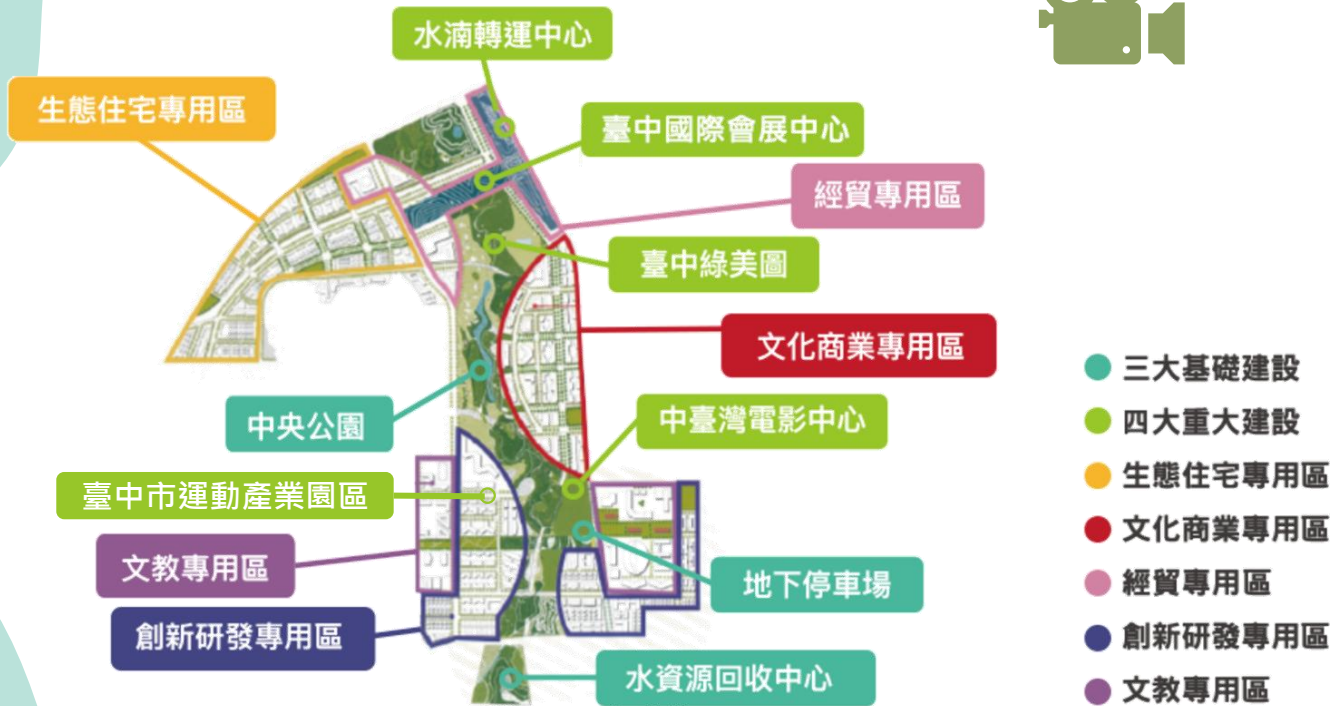 水湳轉運中心
生態住宅專用區
臺中國際會展中心
經貿專用區
臺中綠美圖
文化商業專用區
中央公園
中臺灣電影中心
臺中市運動產業園區
文教專用區
地下停車場
創新研發專用區
水資源回收中心
三大基礎建設
四大重大建設
生態住宅專用區
文化商業專用區
經貿專用區
創新研發專用區
文教專用區